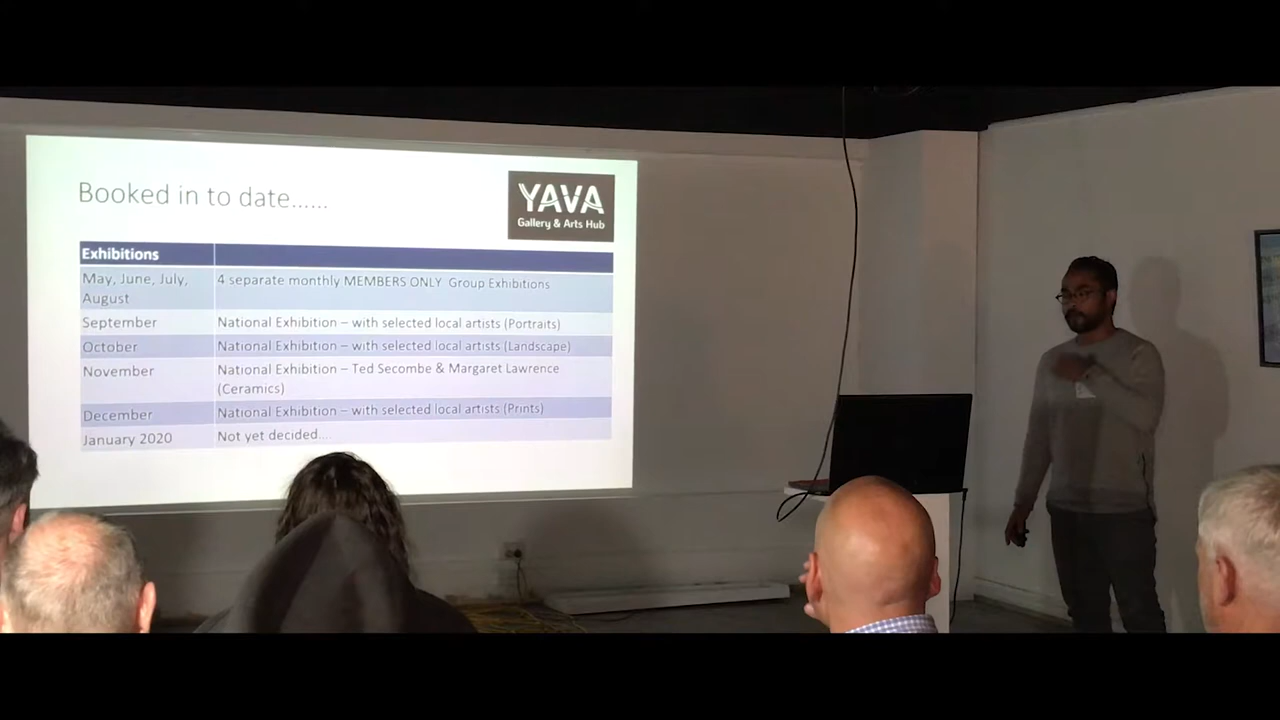 Booked in to date......
YAVA
Gallery & Arts Hub
Exhibitions
May, June, July,
August
4 separate monthly MEMBERS ONLY Group Exhibitions
September
National Exhibition – with selected local artists (Portraits)
October
National Exhibition – with selected local artists (Landscape)
November
National Exhibition – Ted Secombe & Margaret Lawrence
(Ceramics)
December
National Exhibition – with selected local artists (Prints)
January 2020
Not yet decided....